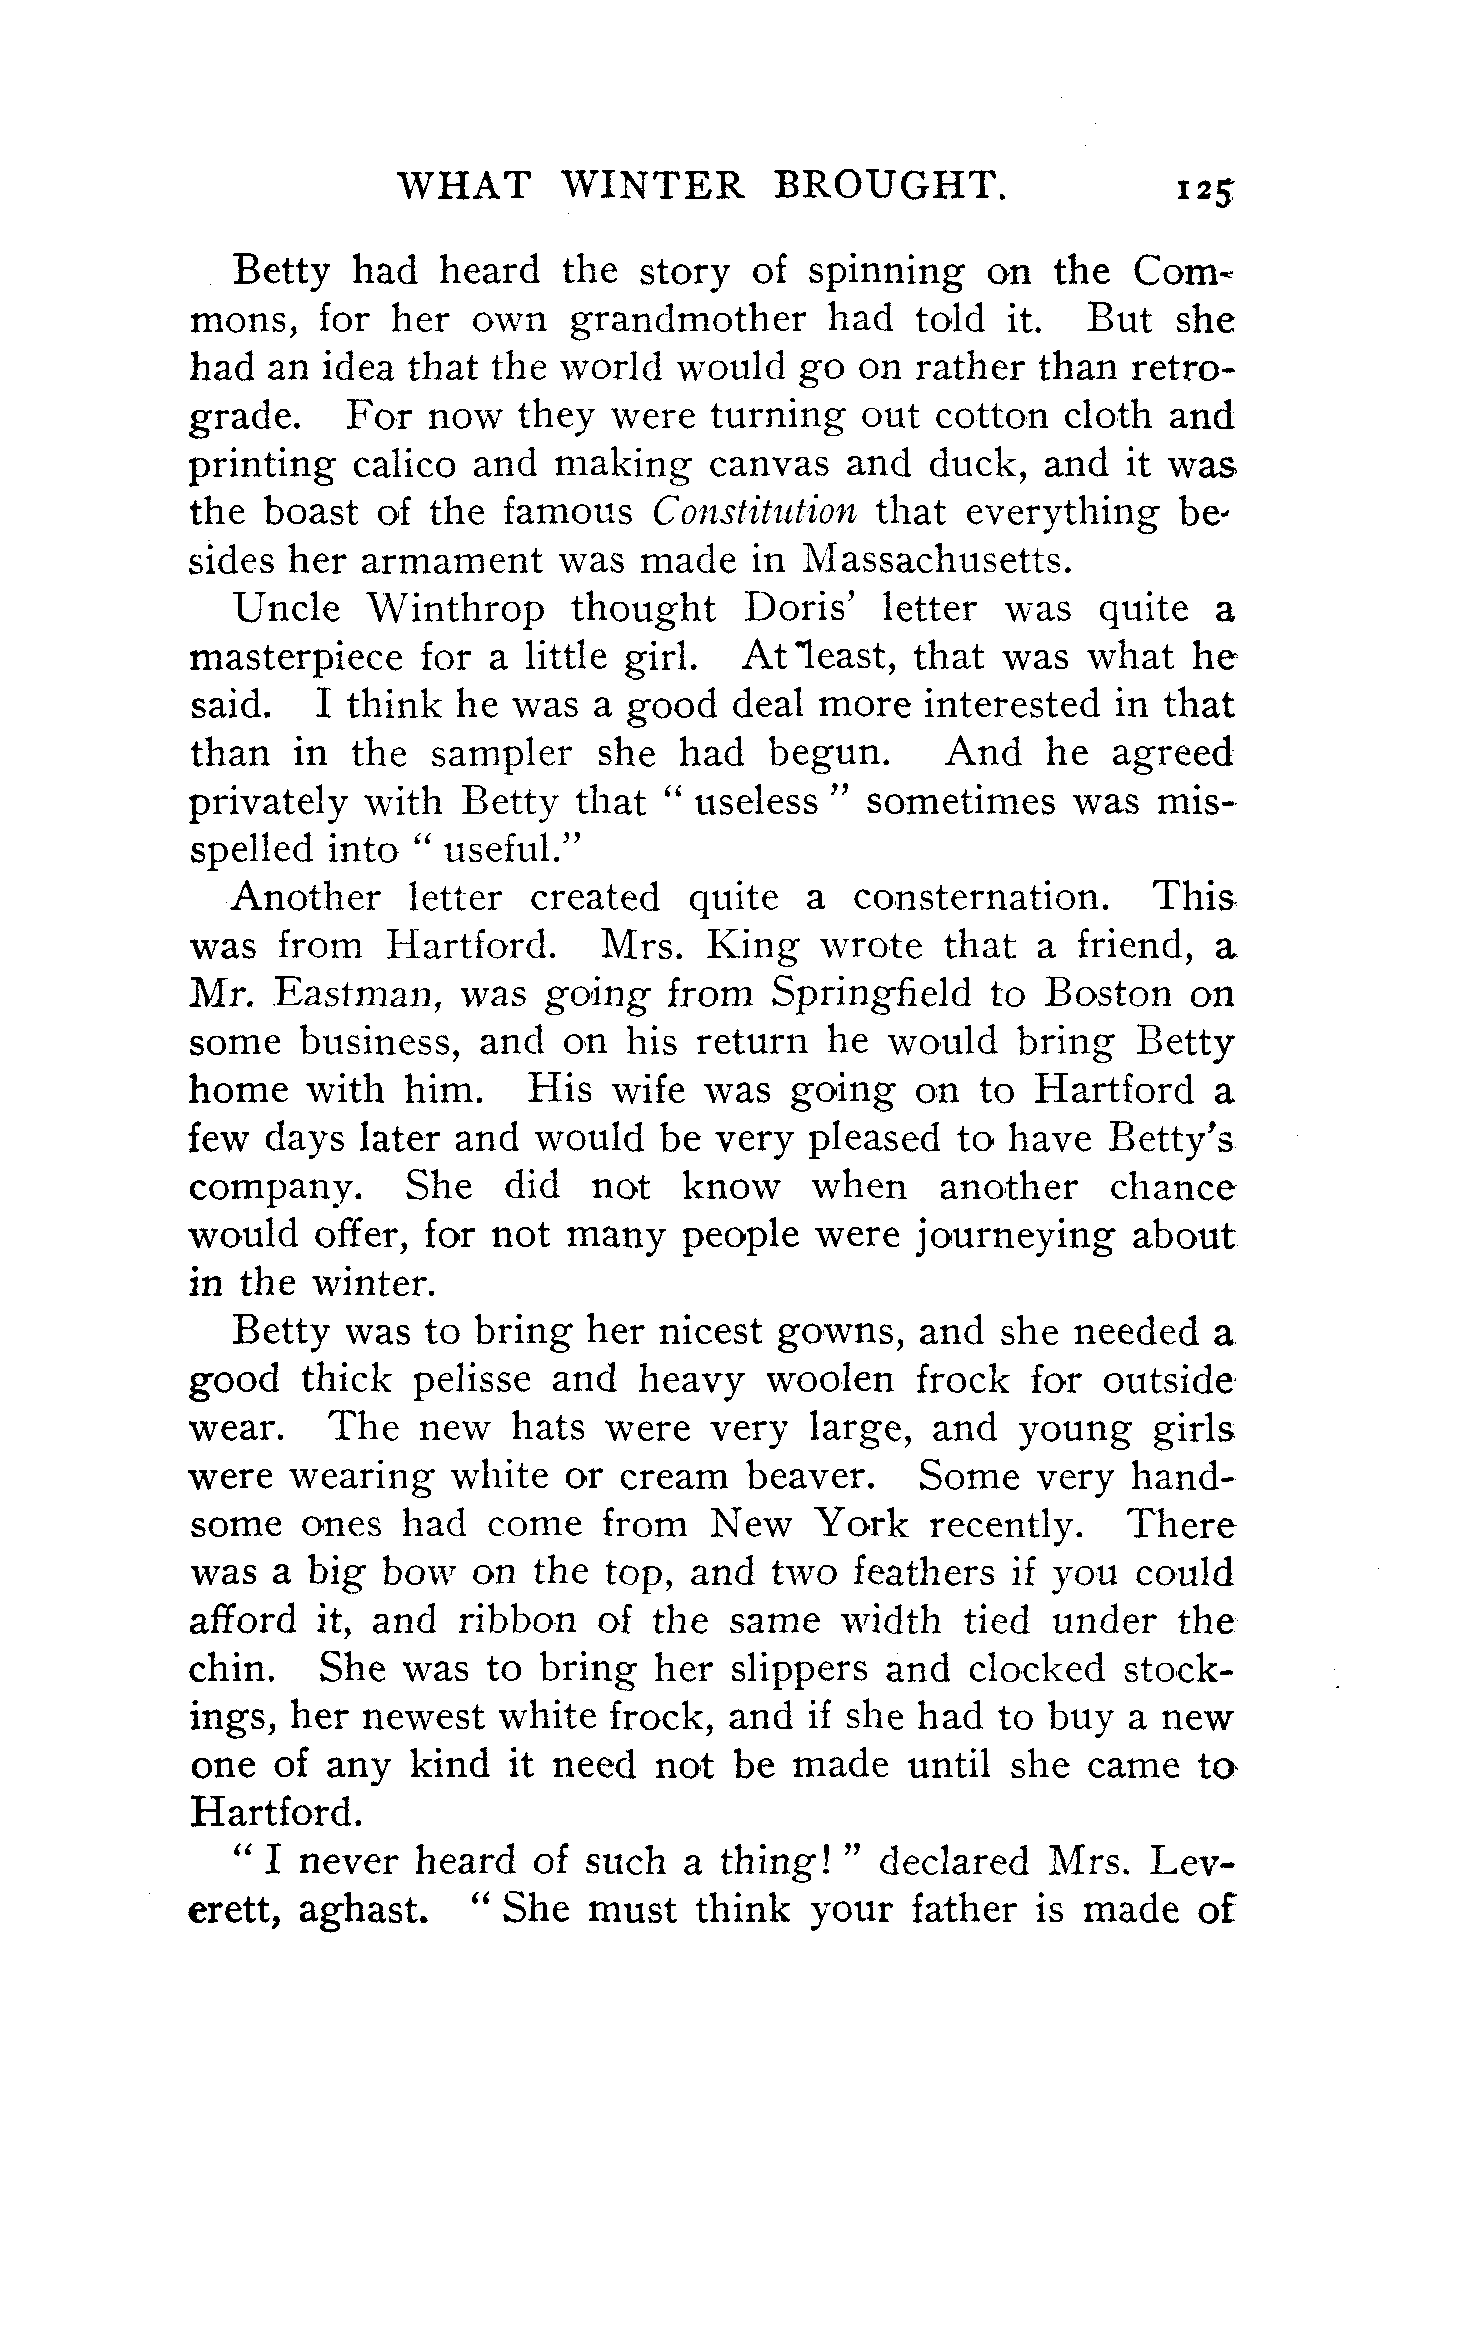 WHAT WINTER BROUGHT. 125
Betty had heard the story of spinning on the Com-
mons, for her own grandmother had told it. But she
had an idea that the world would go on rather than retro-
grade. For now they were turning out cotton cloth and
printing calico and making canvas and duck, and it was
the boast of the famous Constitution that everything be-
sides her armament was made in Massachusetts.
Uncle Winthrop thought Doris' letter was quite a
masterpiece for a little girl. At least, that was what he
said. I think he was a good deal more interested in that
than in the sampler she had begun. And he agreed
privately with Betty that " useless " sometimes was mis-
spelled into " useful."
Another letter created quite a consternation. This
was from Hartford. Mrs. King wrote that a friend, a
Mr. Eastman, was going from Springfield to Boston on
some business, and on his return he would bring Betty
home with him. His wife was going on to Hartford a
few days later and would be very pleased to have Betty's
company. She did not know when another chance
would offer, for not many people were journeying about
in the winter.
Betty was to bring her nicest gowns, and she needed a
good thick pelisse and heavy woolen frock for outside
wear. The new hats were very large, and young girls
were wearing white or cream beaver. Some very hand-
some ones had come from New York recently. There
was a big bow on the top, and two feathers if you could
afford it, and ribbon of the same width tied under the
chin. She was to bring her slippers and clocked stock-
ings, her newest white frock, and if she had to buy a new
one of any kind it need not be made until she came to
Hartford.
" I never heard of such a thing! " declared Mrs. Lev-
erett, aghast. " She must think your father is made of